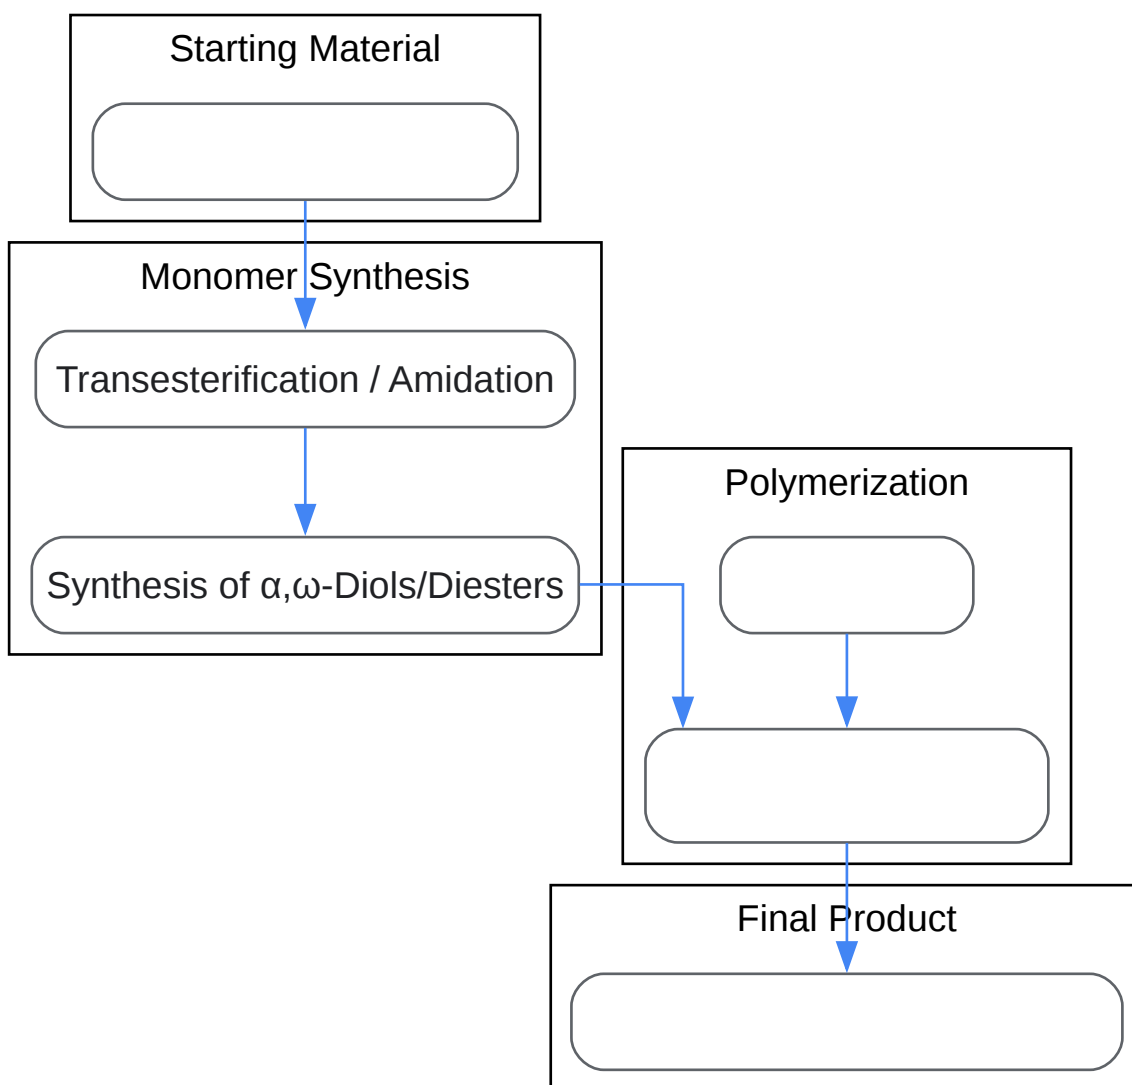 Starting Material
Monomer Synthesis
Transesterification / Amidation
Synthesis of α,ω-Diols/Diesters
Polymerization
Final Product